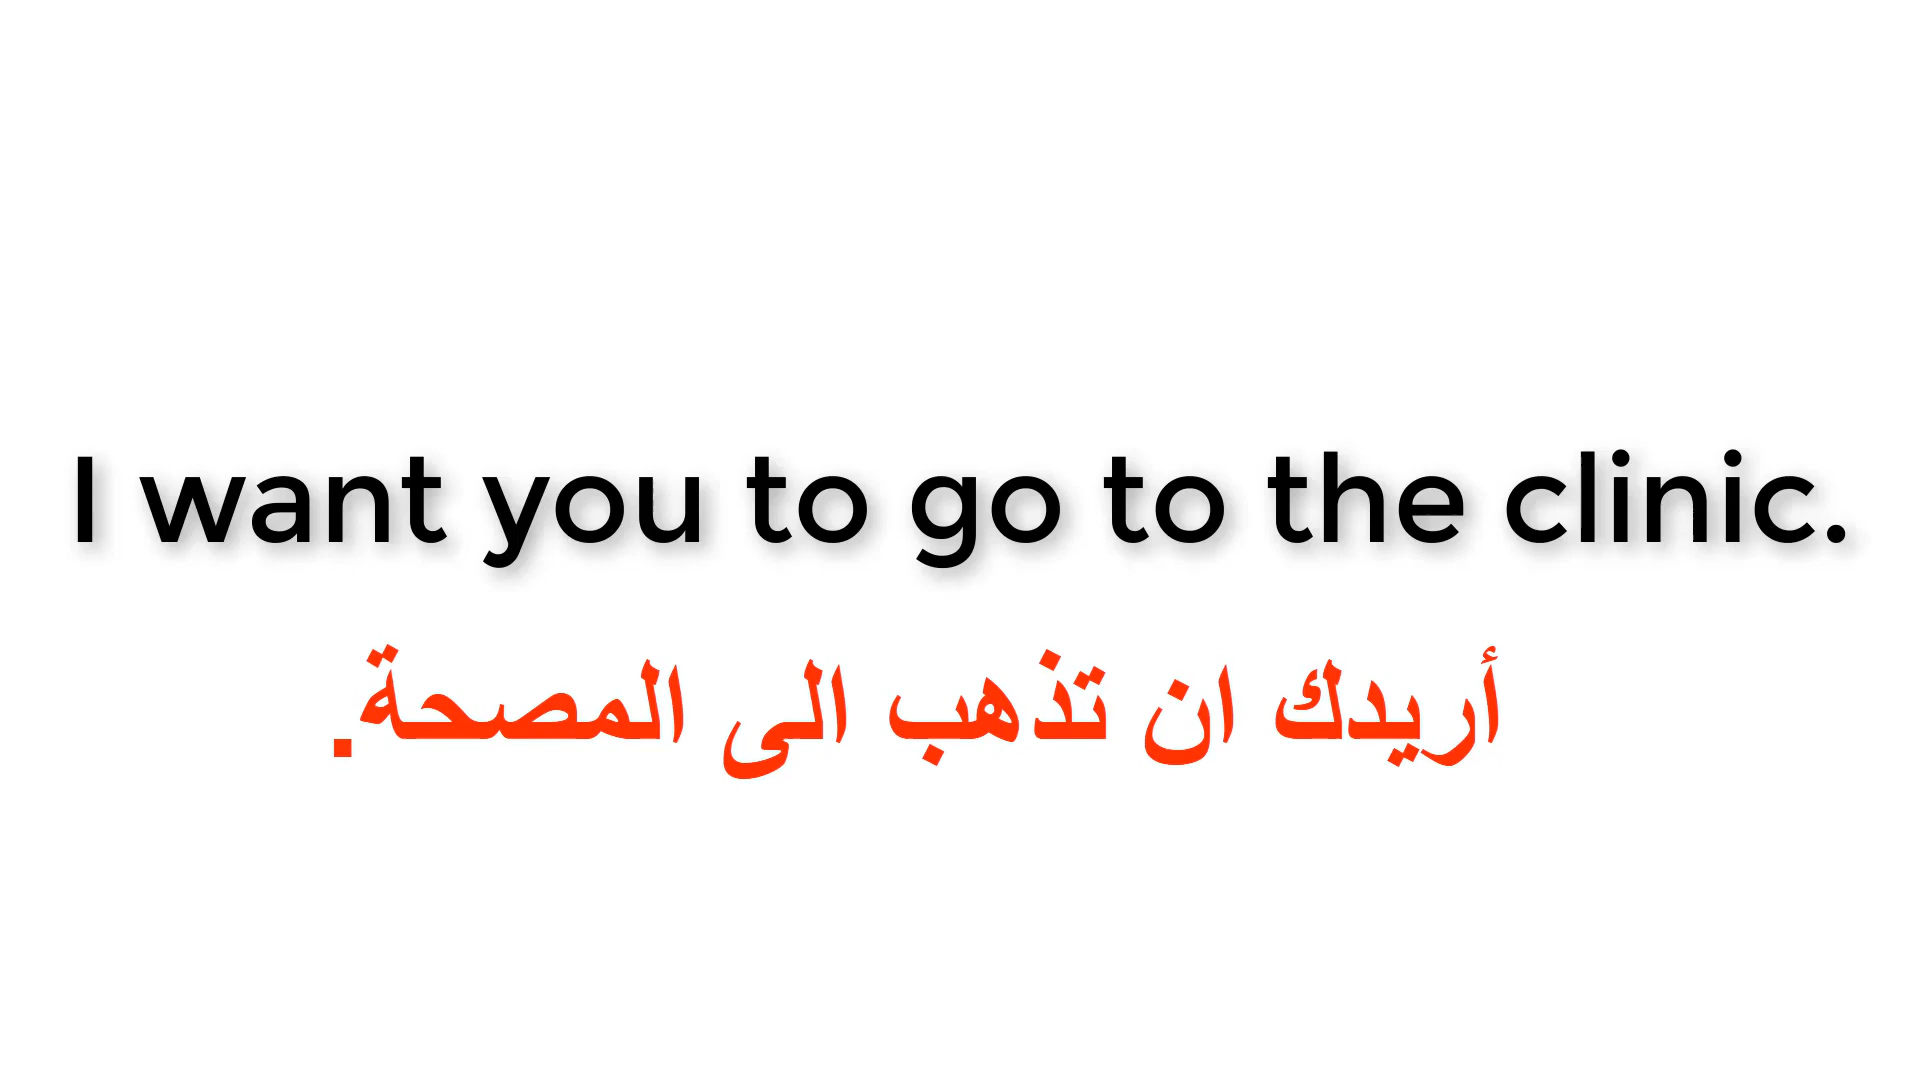 I want you to go to the clinic.
أريدك ان تذهب الى المصحة.